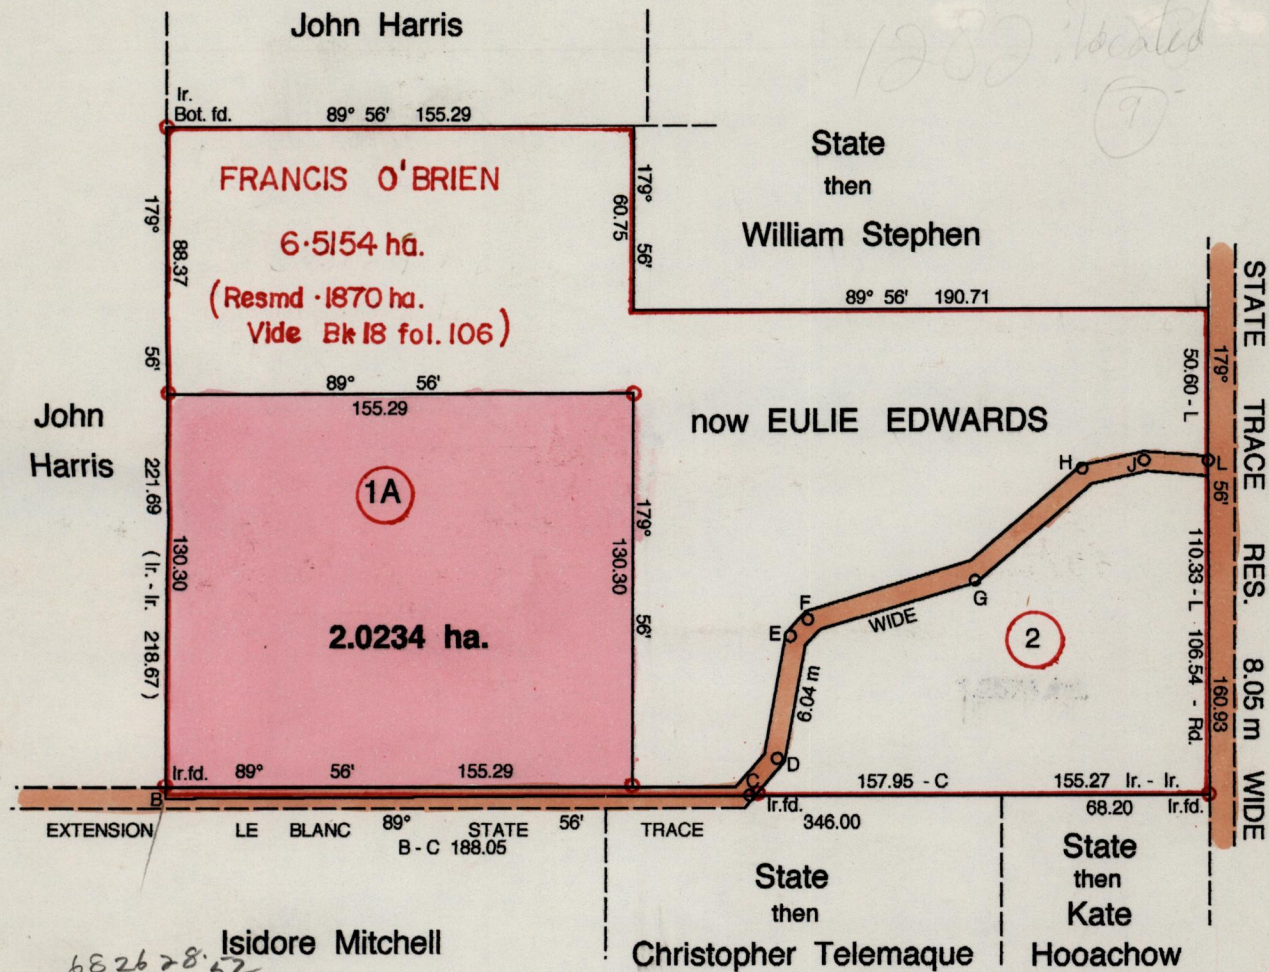 John Harris
1282 located
Ir.
Bot. fd.
89° 56' 155.29
State
then
William Stephen
FRANCIS O'BRIEN
6.5154 ha.
(Resmd .1870 ha.
Vide Bk 18 fol. 106)
179° 56'
88.37
179° 56'
60.75
89° 56' 190.71
STATE TRACE RES. 8.05 m WIDE
179° 56'
50.60 - L
89° 56'
155.29
now EULIE EDWARDS
John
Harris
221.69 (Ir. - Ir. 218.67)
130.30
1A
2.0234 ha.
179° 56'
130.30
H
J
L
G
F
E
D
C
B
WIDE
6.04 m
2
110.33 - L 106.54 - Rd.
160.93
Ir.fd. 89° 56' 155.29
157.95 - C 155.27 Ir. - Ir.
Ir.fd. 346.00 68.20 Ir.fd.
EXTENSION LE BLANC STATE TRACE
89° 56'
B - C 188.05
State
then
Christopher Telemaque
State
then
Kate
Hooachow
Isidore Mitchell
682628.52